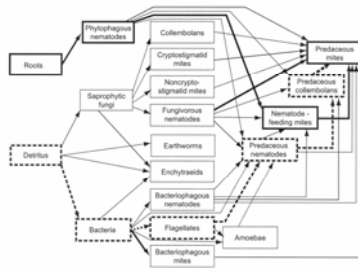 Phytophagous
nematodes
Collembolans
Cryptostigmatid
mites
Predaceous
mites
Roots
Noncrypto-
stigmatid mites
Predaceous
collembolans
Saprophytic
fungi
Fungivorous
nematodes
Nematode -
feeding mites
Detritus
Earthworms
Predaceous
nematodes
Enchytraeids
Bacteriophagous
nematodes
Bacteria
Flagellates
Amoebae
Bacteriophagous
mites